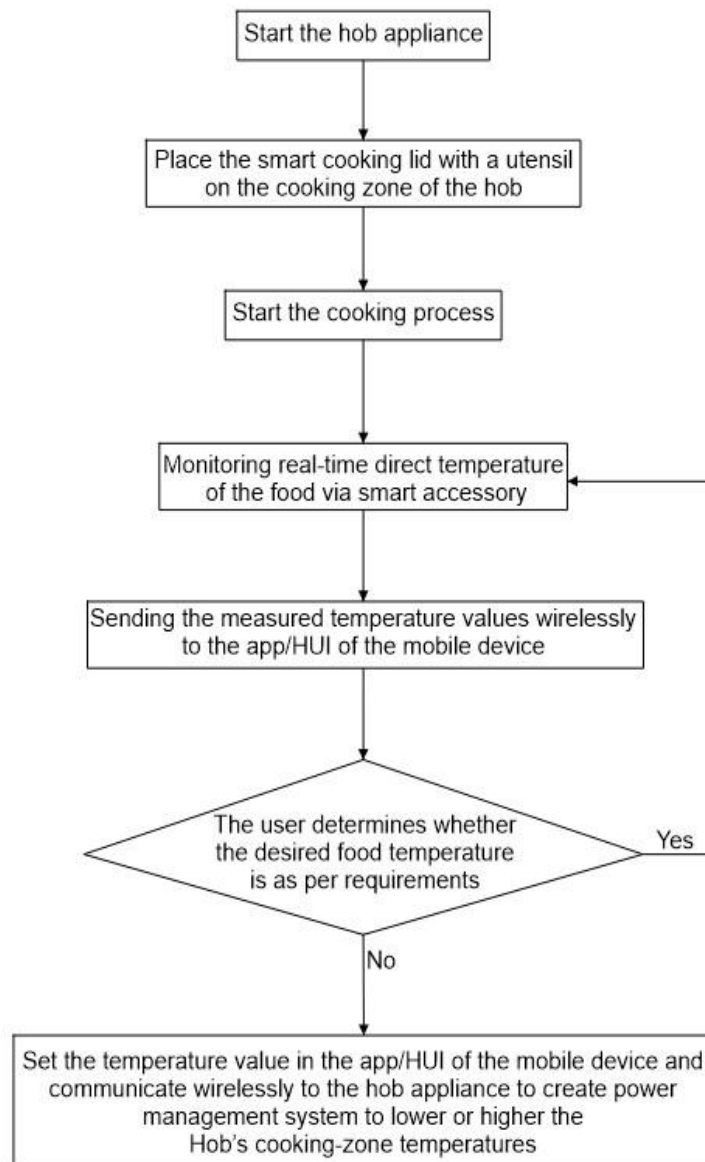 Start the hob appliance
Place the smart cooking lid with a utensil
on the cooking zone of the hob
Start the cooking process
Monitoring real-time direct temperature
of the food via smart accessory
Sending the measured temperature values wirelessly
to the app/HUI of the mobile device
The user determines whether
the desired food temperature
is as per requirements
Yes
No
Set the temperature value in the app/HUI of the mobile device and
communicate wirelessly to the hob appliance to create power
management system to lower or higher the
Hob's cooking-zone temperatures